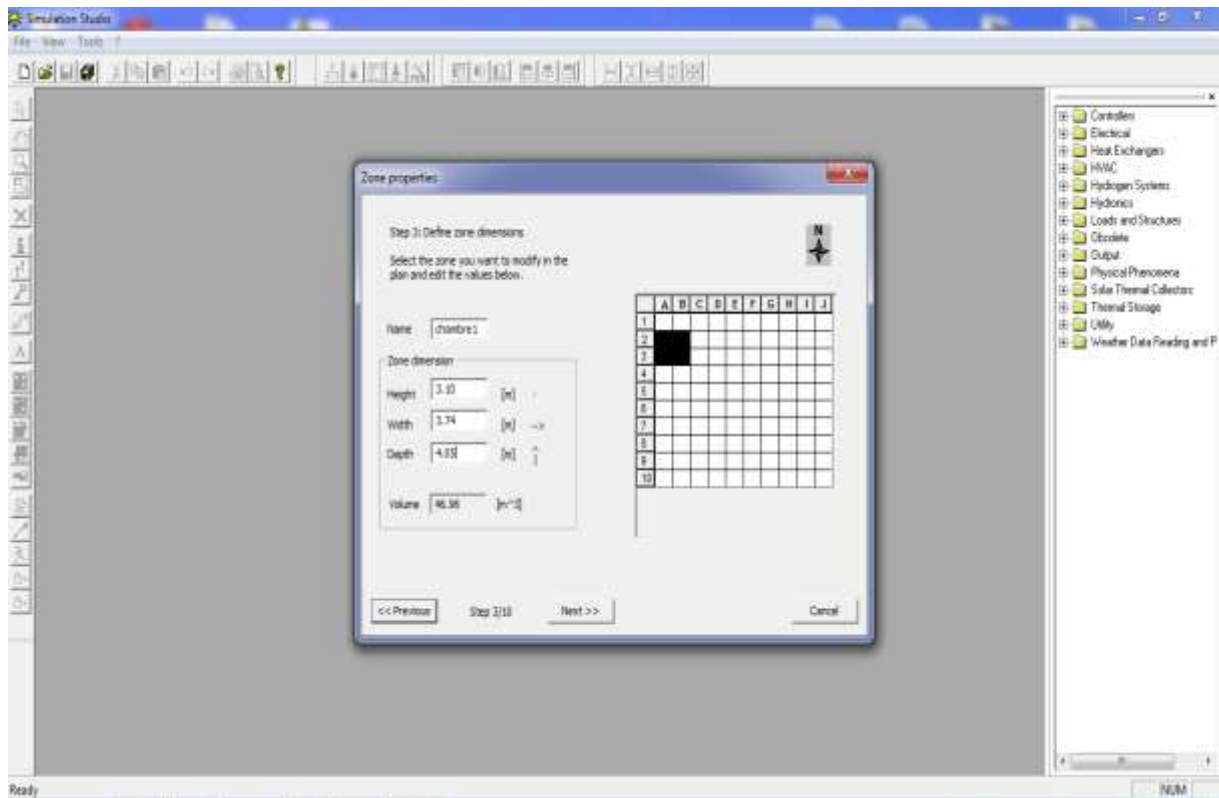 Simulation Studio
File View Tools ?
Zone properties
Step 3: Define zone dimensions
Select the zone you want to modify in the
plan and edit the values below.
N
Name chambre1
Zone dimension
Height 3.10 [m]
Width 3.74 [m] -->
Depth 4.05 [m]
Volume 46.96 [m^3]
A B C D E F G H I J
1
2
3
4
5
6
7
8
9
10
<< Previous Step 3/10 Next >> Cancel
Controllers
Electrical
Heat Exchangers
HVAC
Hydrogen Systems
Hydronics
Loads and Structures
Obsolete
Output
Physical Phenomena
Solar Thermal Collectors
Thermal Storage
Utility
Weather Data Reading and P
Ready NUM